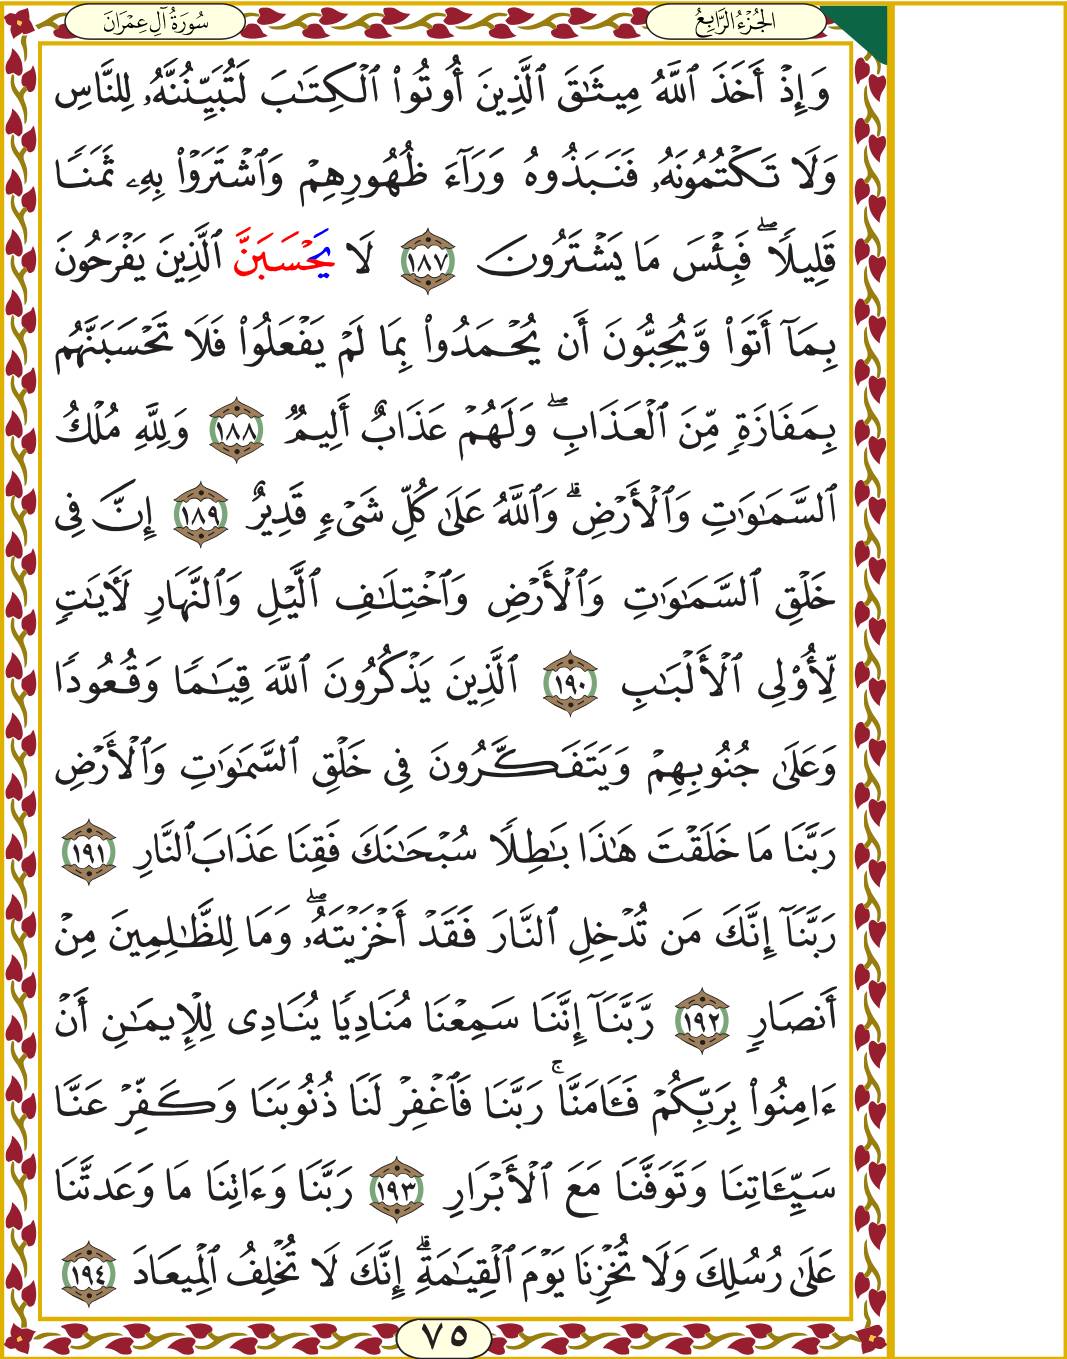 الجُزْءُ الرَّابِعُ
سُورَةُ آلِ عِمْرَانَ
وَإِذْ أَخَذَ ٱللَّهُ مِيثَٰقَ ٱلَّذِينَ أُوتُواْ ٱلْكِتَٰبَ لَتُبَيِّنُنَّهُۥ لِلنَّاسِ
وَلَا تَكْتُمُونَهُۥ فَنَبَذُوهُ وَرَآءَ ظُهُورِهِمْ وَٱشْتَرَوْاْ بِهِۦ ثَمَنًا
قَلِيلًاۖ فَبِئْسَ مَا يَشْتَرُونَ ١٨٧ لَا يَحْسَبَنَّ ٱلَّذِينَ يَفْرَحُونَ
بِمَآ أَتَواْ وَّيُحِبُّونَ أَن يُحْمَدُواْ بِمَا لَمْ يَفْعَلُواْ فَلَا تَحْسَبَنَّهُم
بِمَفَازَةٍ مِّنَ ٱلْعَذَابِۖ وَلَهُمْ عَذَابٌ أَلِيمٌ ١٨٨ وَلِلَّهِ مُلْكُ
ٱلسَّمَٰوَٰتِ وَٱلْأَرْضِۗ وَٱللَّهُ عَلَىٰ كُلِّ شَىْءٍ قَدِيرٌ ١٨٩ إِنَّ فِى
خَلْقِ ٱلسَّمَٰوَٰتِ وَٱلْأَرْضِ وَٱخْتِلَٰفِ ٱلَّيْلِ وَٱلنَّهَارِ لَأَيَٰتٍ
لِّأُوْلِى ٱلْأَلْبَٰبِ ١٩٠ ٱلَّذِينَ يَذْكُرُونَ ٱللَّهَ قِيَٰمًا وَقُعُودًا
وَعَلَىٰ جُنُوبِهِمْ وَيَتَفَكَّرُونَ فِى خَلْقِ ٱلسَّمَٰوَٰتِ وَٱلْأَرْضِ
رَبَّنَا مَا خَلَقْتَ هَٰذَا بَٰطِلًا سُبْحَٰنَكَ فَقِنَا عَذَابَ ٱلنَّارِ ١٩١
رَبَّنَآ إِنَّكَ مَن تُدْخِلِ ٱلنَّارَ فَقَدْ أَخْزَيْتَهُۥۖ وَمَا لِلظَّٰلِمِينَ مِنْ
أَنصَارٍ ١٩٢ رَّبَّنَآ إِنَّنَا سَمِعْنَا مُنَادِيًا يُنَادِى لِلْإِيمَٰنِ أَنْ
ءَامِنُواْ بِرَبِّكُمْ فَـَٔامَنَّاۚ رَبَّنَا فَٱغْفِرْ لَنَا ذُنُوبَنَا وَكَفِّرْ عَنَّا
سَيِّـَٔاتِنَا وَتَوَفَّنَا مَعَ ٱلْأَبْرَارِ ١٩٣ رَبَّنَا وَءَاتِنَا مَا وَعَدتَّنَا
عَلَىٰ رُسُلِكَ وَلَا تُخْزِنَا يَوْمَ ٱلْقِيَٰمَةِۗ إِنَّكَ لَا تُخْلِفُ ٱلْمِيعَادَ ١٩٤
٧٥